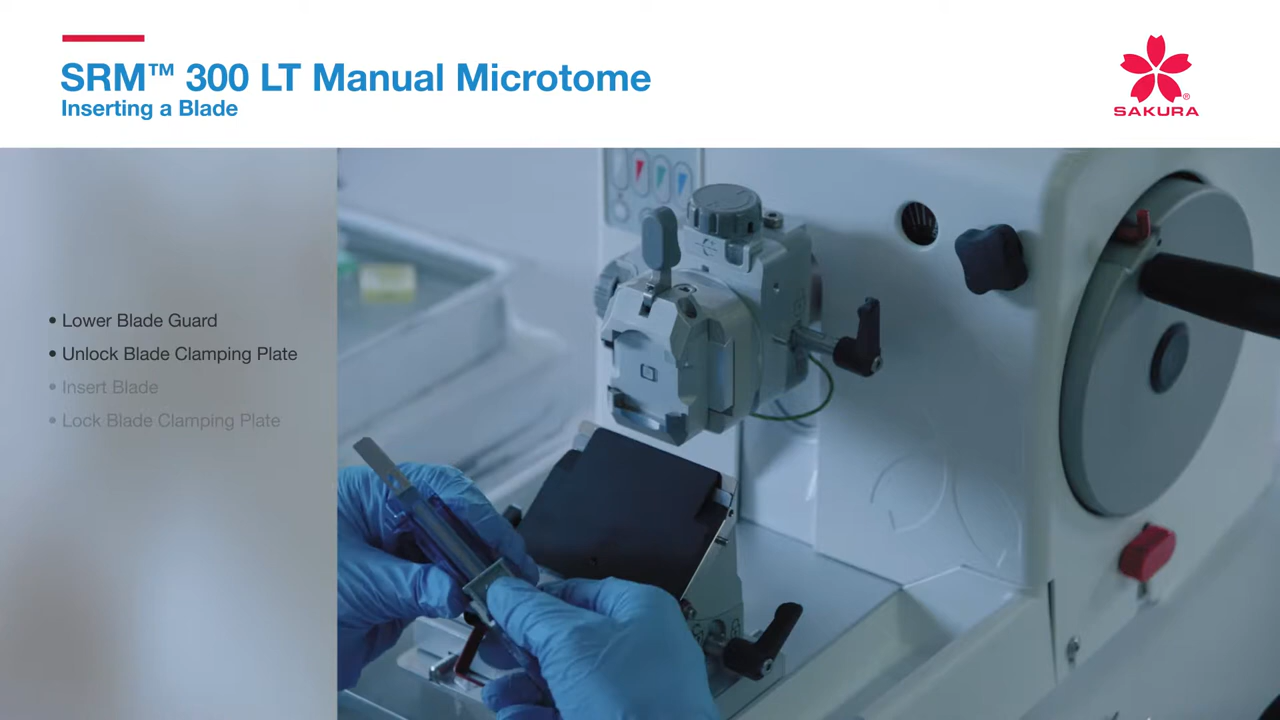 SRM™ 300 LT Manual Microtome
Inserting a Blade
SAKURA®
• Lower Blade Guard
• Unlock Blade Clamping Plate
• Insert Blade
• Lock Blade Clamping Plate